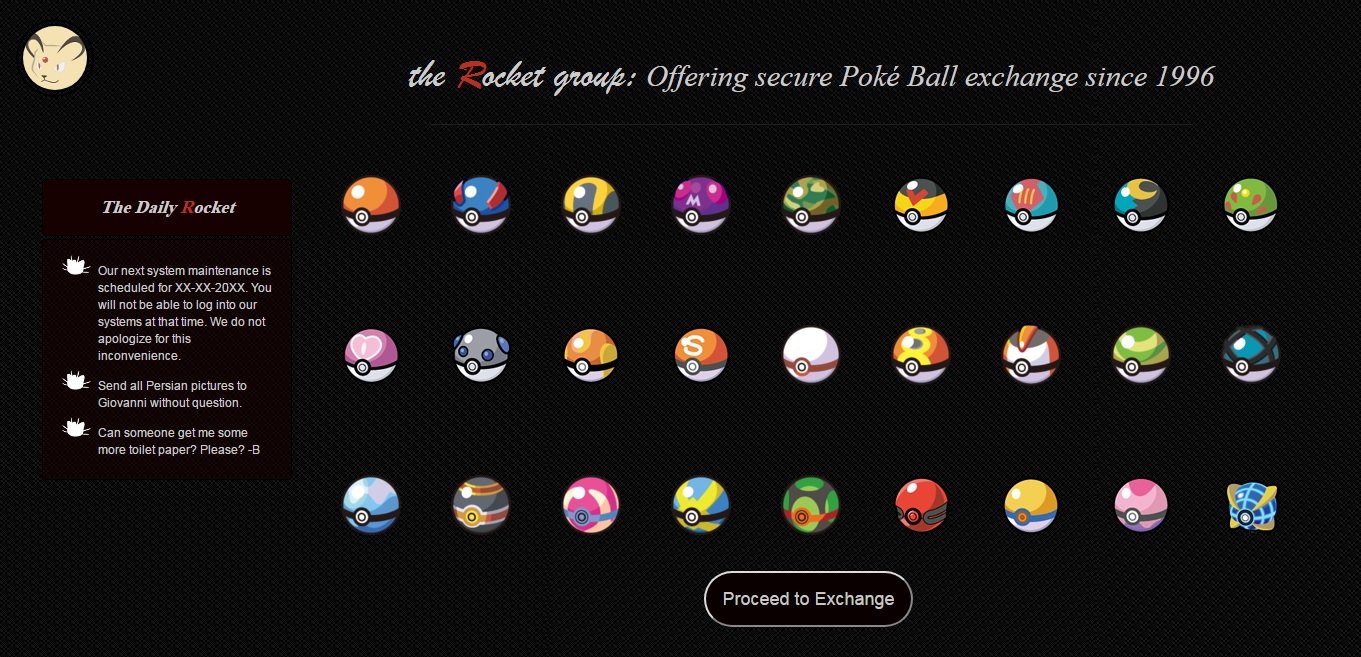 the Rocket group: Offering secure Poké Ball exchange since 1996
The Daily Rocket
Our next system maintenance is
scheduled for XX-XX-20XX. You
will not be able to log into our
systems at that time. We do not
apologize for this
inconvenience.
Send all Persian pictures to
Giovanni without question.
Can someone get me some
more toilet paper? Please? -B
M
S
Proceed to Exchange